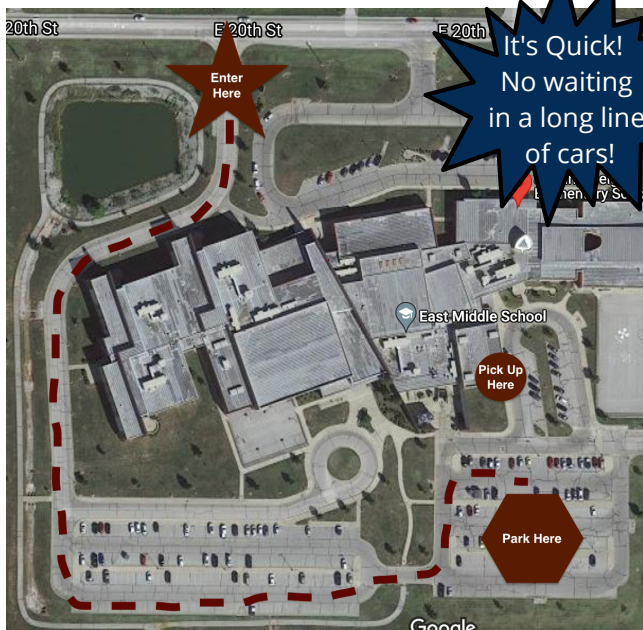 20th St
E 20th St
E 20th
Enter
Here
It's Quick!
No waiting
in a long line
of cars!
East Middle School
Pick Up
Here
Park Here
Google